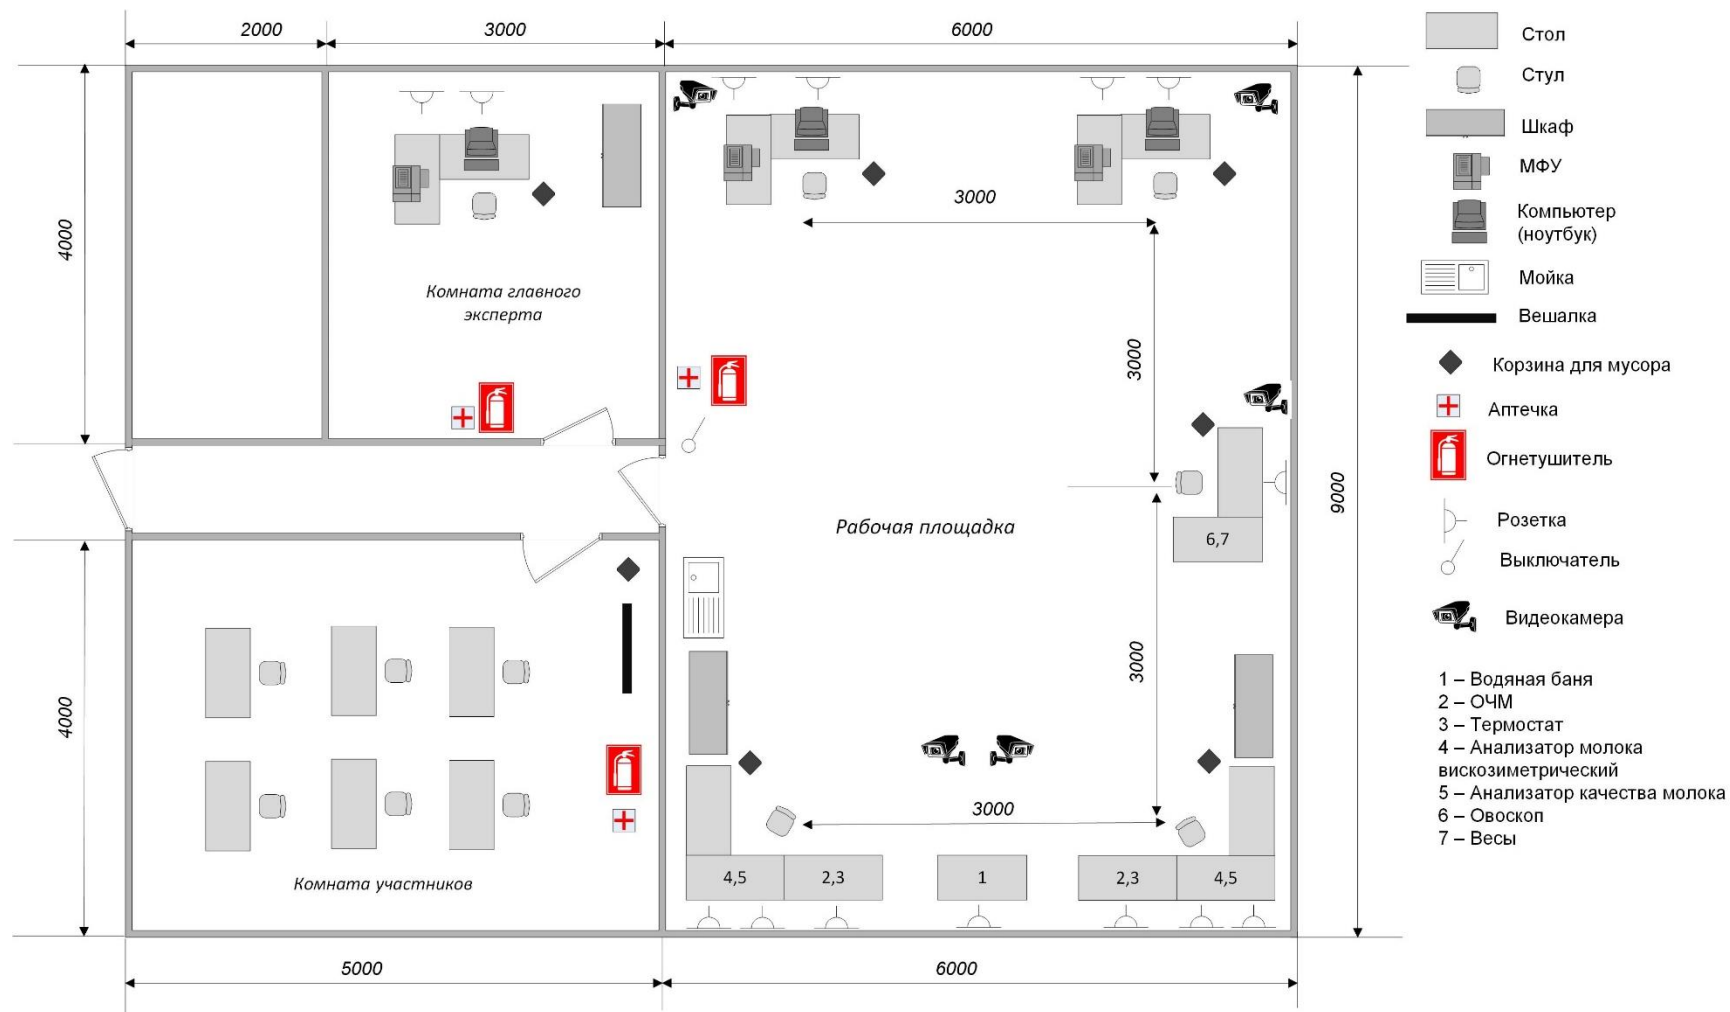 2000
3000
6000
Стол
Стул
Шкаф
МФУ
Компьютер
(ноутбук)
Мойка
Вешалка
Корзина для мусора
Аптечка
Огнетушитель
Розетка
Выключатель
Видеокамера
1 – Водяная баня
2 – ОЧМ
3 – Термостат
4 – Анализатор молока
вискозиметрический
5 – Анализатор качества молока
6 – Овоскоп
7 – Весы
4000
Комната главного
эксперта
3000
3000
9000
Рабочая площадка
6,7
3000
4000
3000
Комната участников
4,5
2,3
1
2,3
4,5
5000
6000